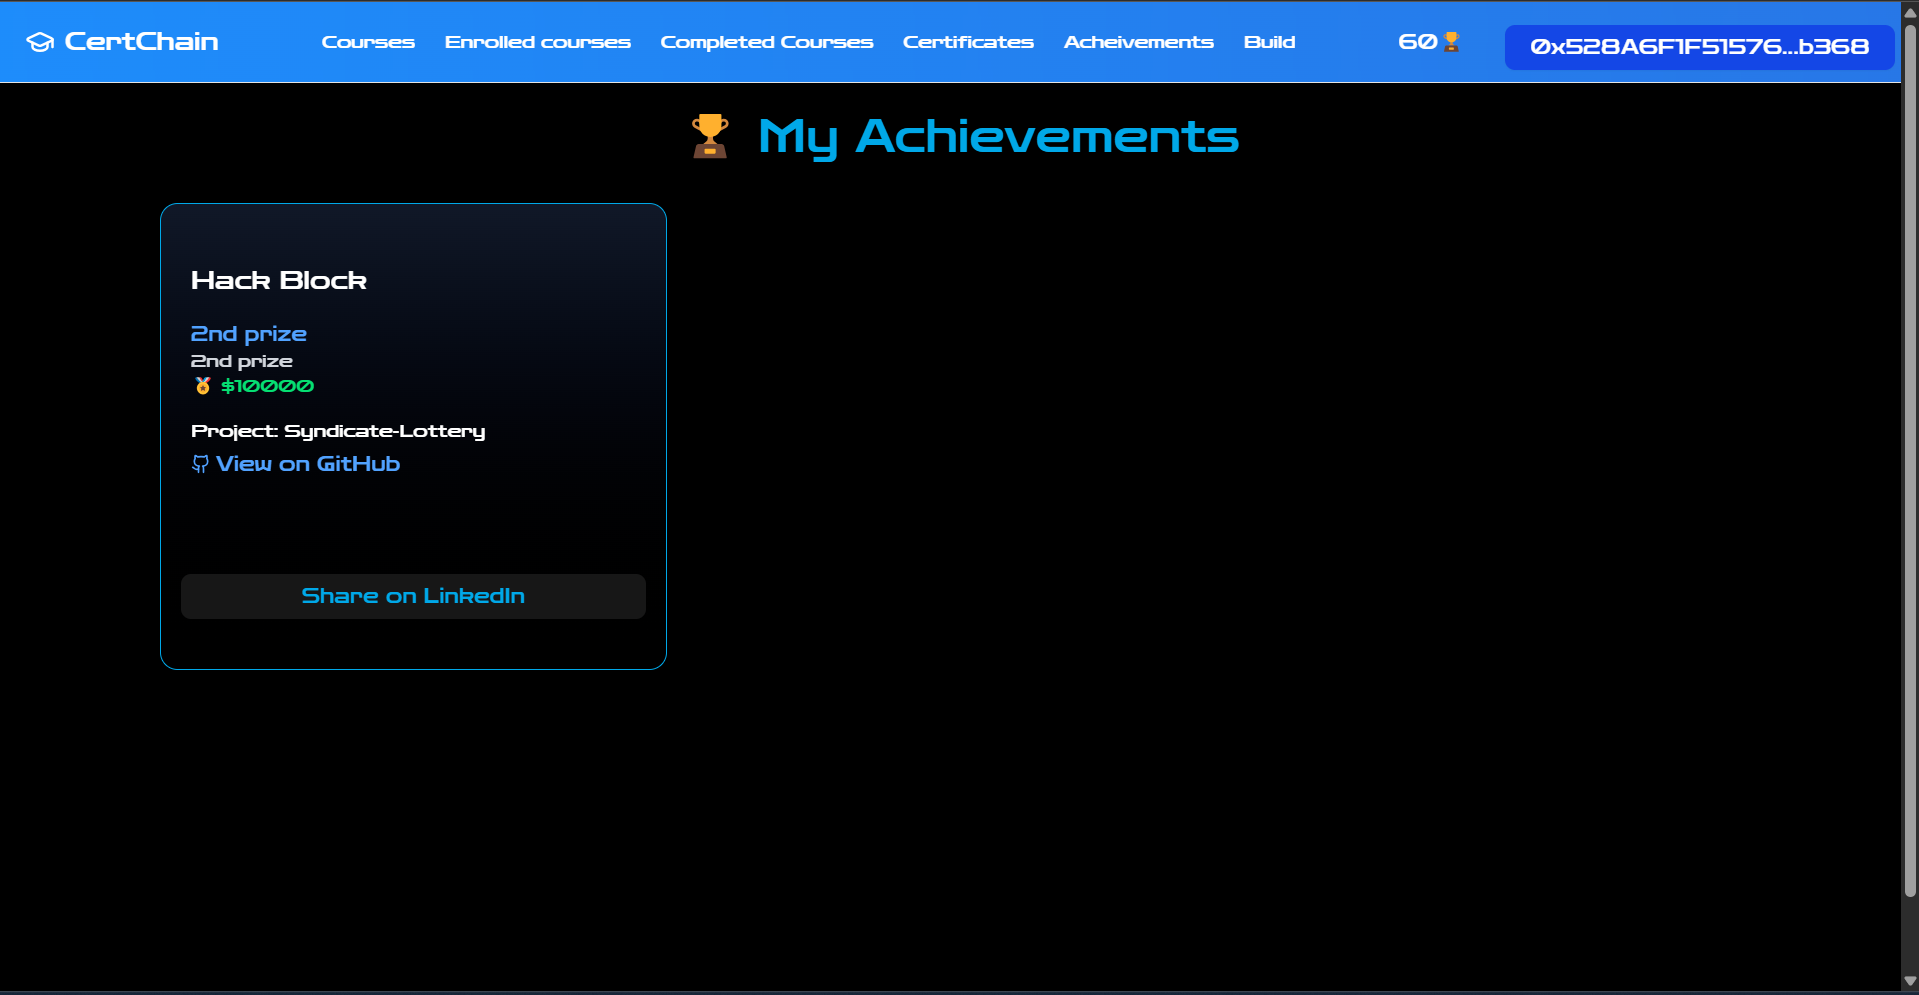 CertChain
Courses Enrolled courses Completed Courses Certificates Acheivements Build
60🏆
0x528A6F1F51576...b368
🏆 My Achievements
Hack Block
2nd prize
2nd prize
🏅 $10000
Project: Syndicate-Lottery
View on GitHub
Share on LinkedIn